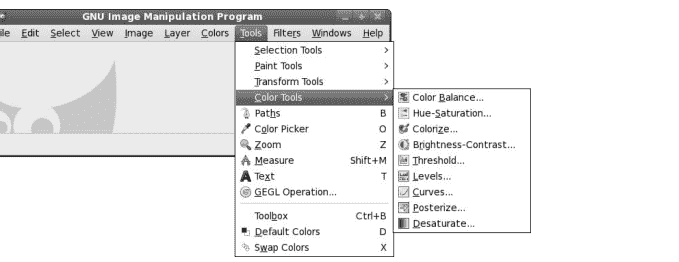 GNU Image Manipulation Program
ile Edit Select View Image Layer Colors Tools Filters Windows Help
Selection Tools
Paint Tools
Transform Tools
Color Tools
Paths B
Color Picker O
Zoom Z
Measure Shift+M
Text T
GEGL Operation...
Toolbox Ctrl+B
Default Colors D
Swap Colors X
Color Balance...
Hue-Saturation...
Colorize...
Brightness-Contrast...
Threshold...
Levels...
Curves...
Posterize...
Desaturate...